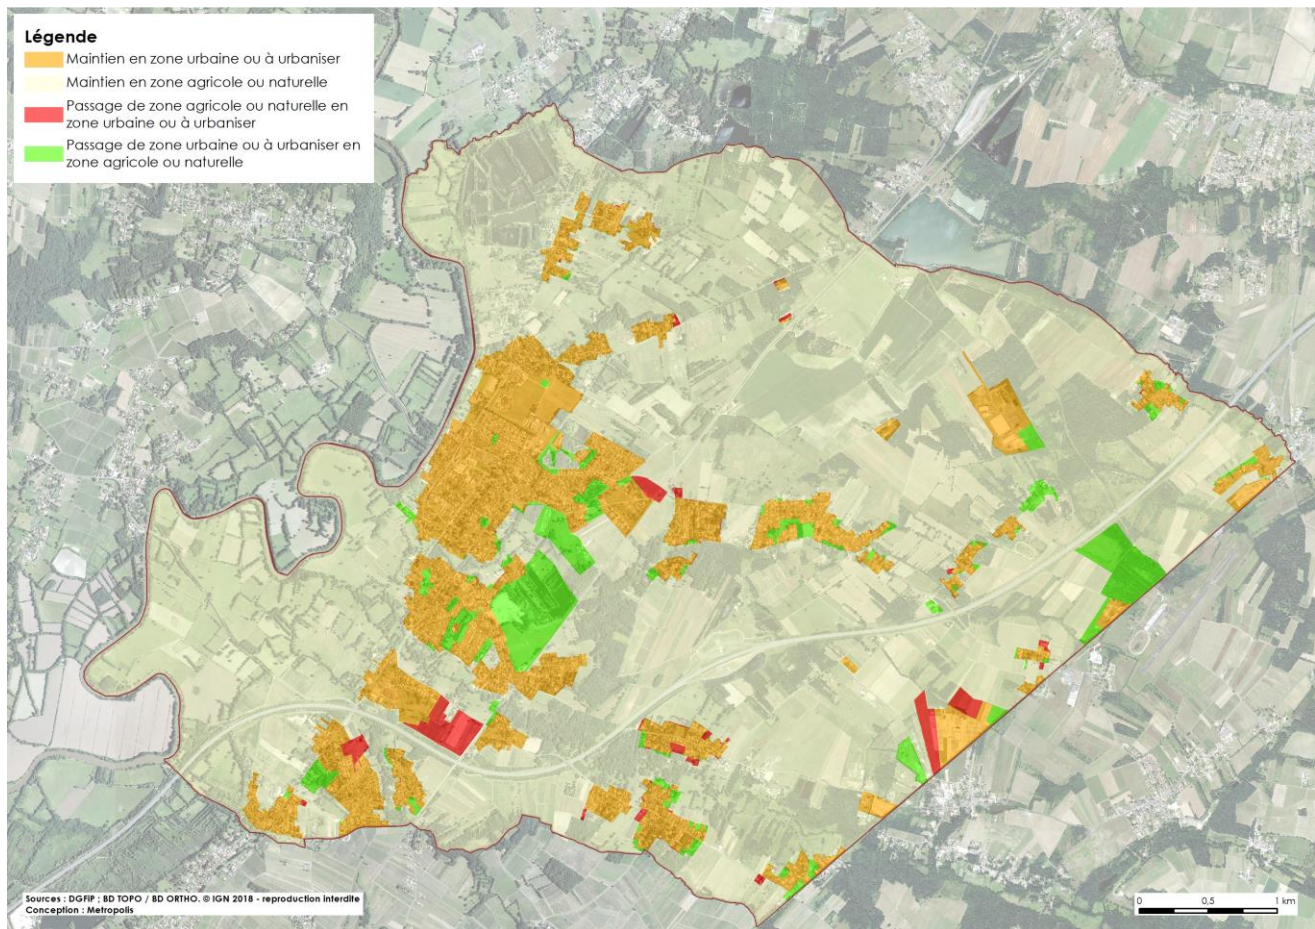 Légende
Maintien en zone urbaine ou à urbaniser
Maintien en zone agricole ou naturelle
Passage de zone agricole ou naturelle en
zone urbaine ou à urbaniser
Passage de zone urbaine ou à urbaniser en
zone agricole ou naturelle
Sources : DGFiP ; BD TOPO / BD ORTHO. © IGN 2018 - reproduction interdite
Conception : Metropolis
0 0,5 1 km